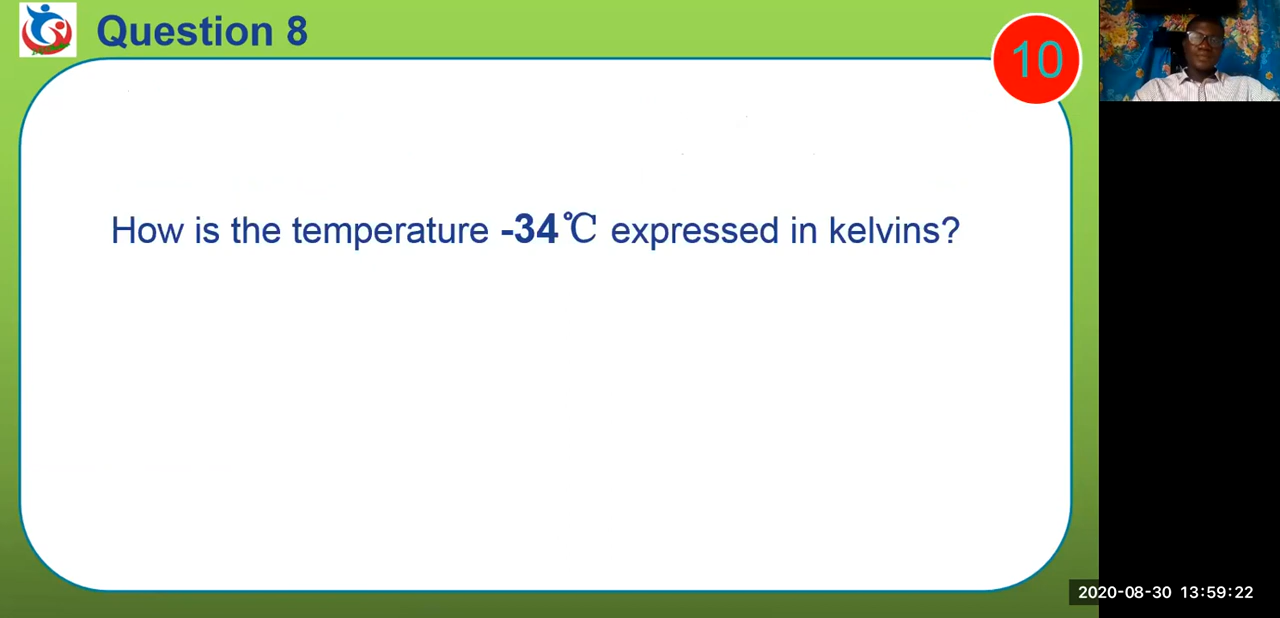 Question 8
10
How is the temperature -34℃ expressed in kelvins?
2020-08-30 13:59:22